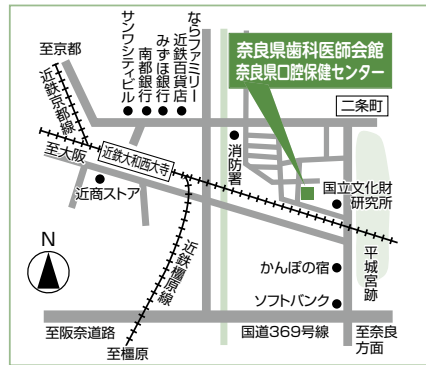 奈良県歯科医師会館
奈良県口腔保健センター
ならファミリー
近鉄百貨店
みずほ銀行
南都銀行
サンワシティビル
至京都
近鉄京都線
二条町
至大阪
近鉄大和西大寺
消防署
近商ストア
国立文化財
研究所
平城宮跡
N
近鉄橿原線
かんぽの宿
ソフトバンク
至阪奈道路
国道369号線
至奈良
方面
至橿原